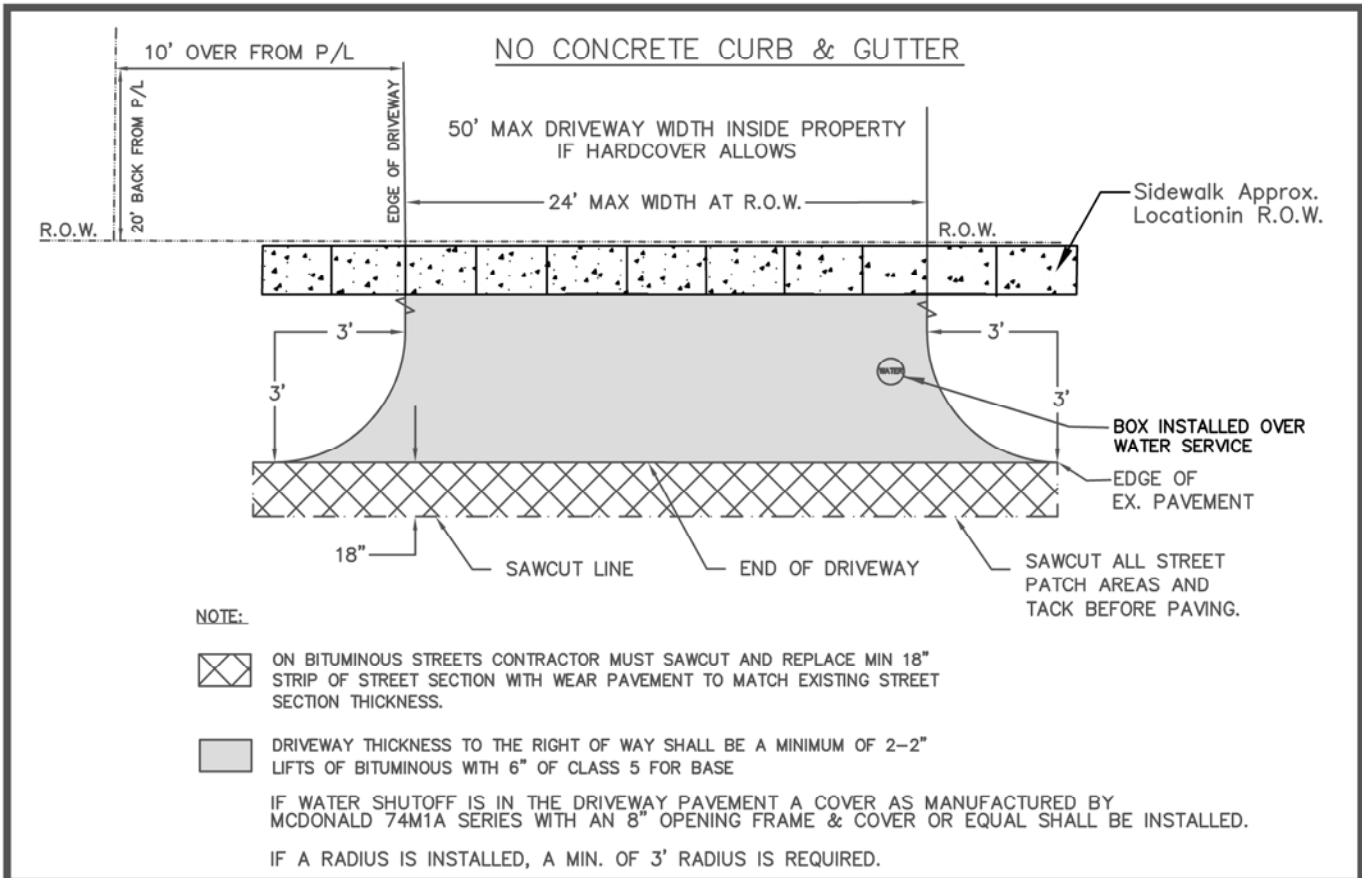 NO CONCRETE CURB & GUTTER
10' OVER FROM P/L
20' BACK FROM P/L
EDGE OF DRIVEWAY
50' MAX DRIVEWAY WIDTH INSIDE PROPERTY
IF HARDCOVER ALLOWS
24' MAX WIDTH AT R.O.W.
R.O.W.
R.O.W.
Sidewalk Approx.
Locationin R.O.W.
3'
3'
3'
3'
WATER
BOX INSTALLED OVER
WATER SERVICE
EDGE OF
EX. PAVEMENT
18"
SAWCUT LINE
END OF DRIVEWAY
SAWCUT ALL STREET
PATCH AREAS AND
TACK BEFORE PAVING.
NOTE:
ON BITUMINOUS STREETS CONTRACTOR MUST SAWCUT AND REPLACE MIN 18"
STRIP OF STREET SECTION WITH WEAR PAVEMENT TO MATCH EXISTING STREET
SECTION THICKNESS.
DRIVEWAY THICKNESS TO THE RIGHT OF WAY SHALL BE A MINIMUM OF 2-2"
LIFTS OF BITUMINOUS WITH 6" OF CLASS 5 FOR BASE
IF WATER SHUTOFF IS IN THE DRIVEWAY PAVEMENT A COVER AS MANUFACTURED BY
MCDONALD 74M1A SERIES WITH AN 8" OPENING FRAME & COVER OR EQUAL SHALL BE INSTALLED.
IF A RADIUS IS INSTALLED, A MIN. OF 3' RADIUS IS REQUIRED.